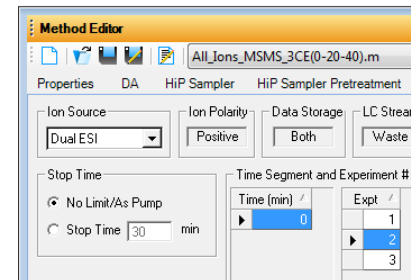 Method Editor
All_Ions_MSMS_3CE(0-20-40).m
Properties DA HiP Sampler HiP Sampler Pretreatment
Ion Source Ion Polarity Data Storage LC Strea
Dual ESI Positive Both Waste
Stop Time Time Segment and Experiment #
No Limit/As Pump Time (min) Expt
0 1
Stop Time 30 min 2
3